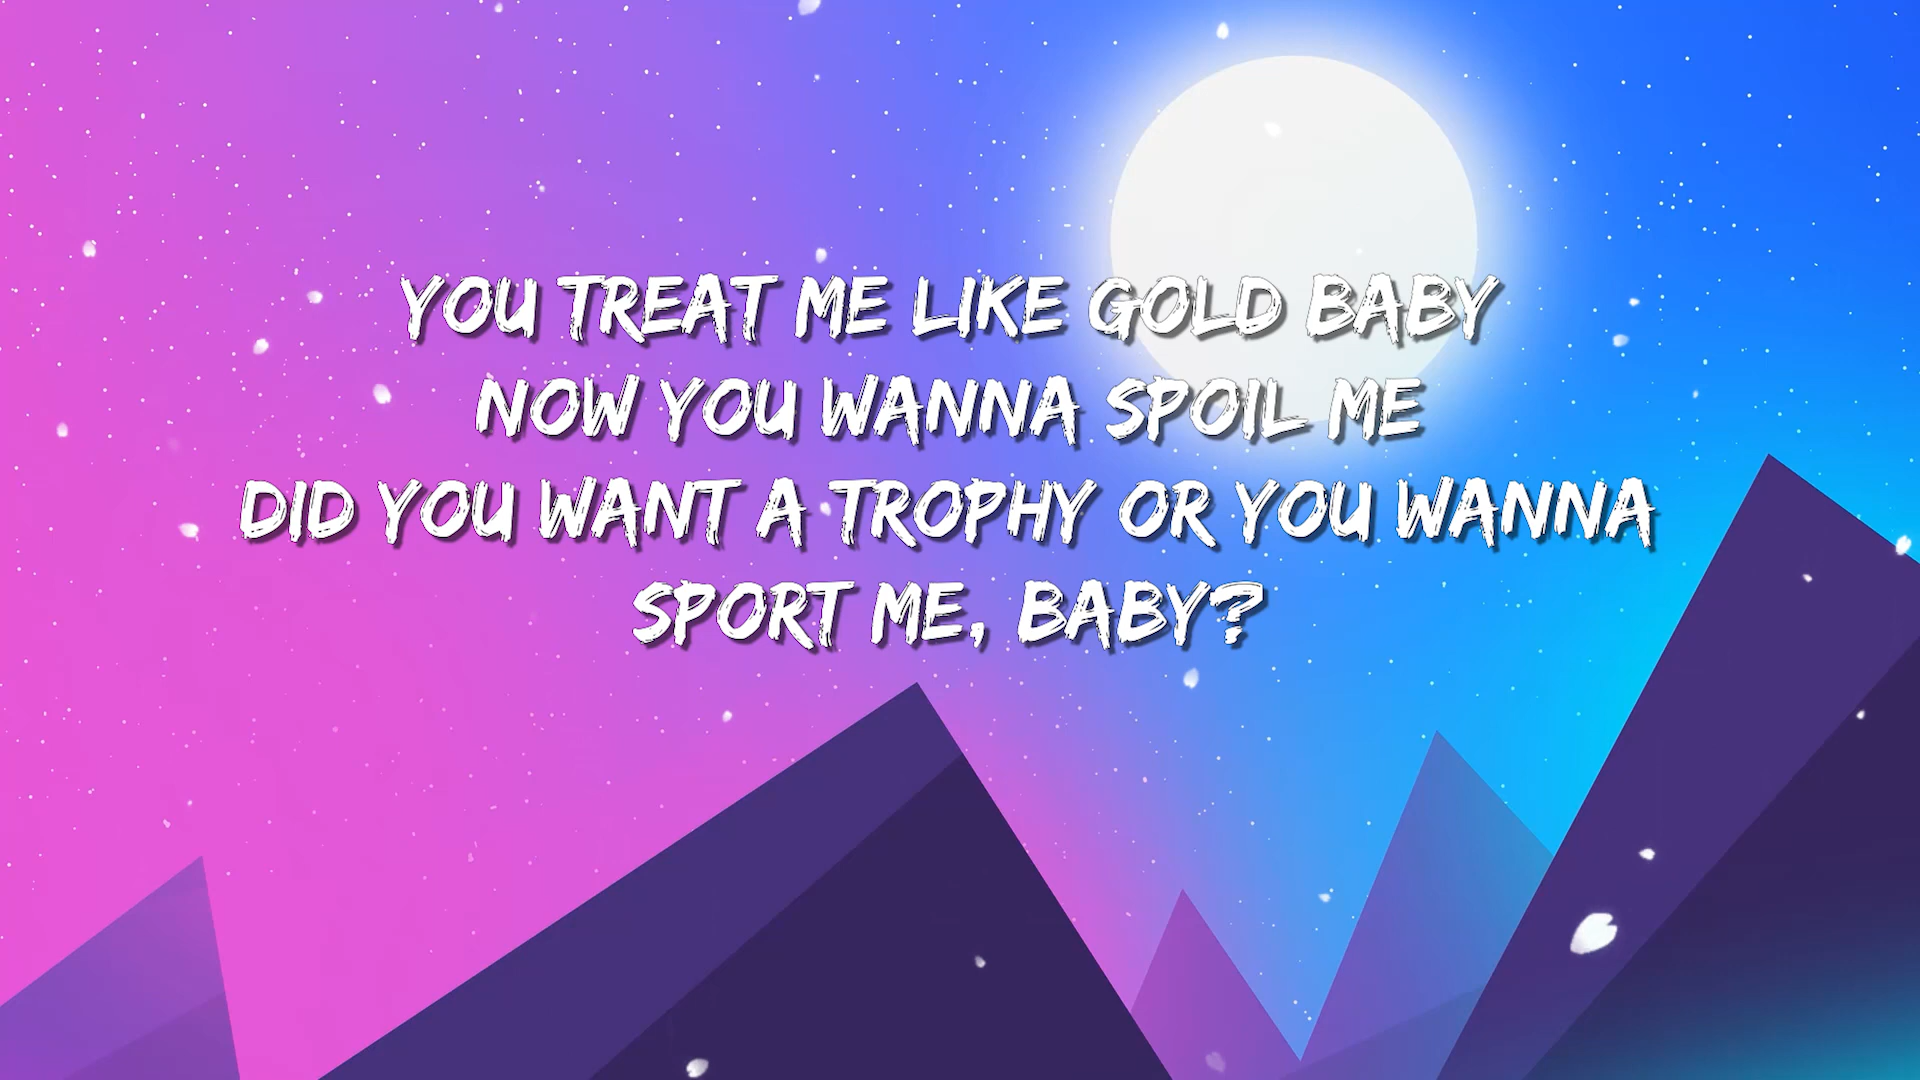 YOU TREAT ME LIKE GOLD BABY
NOW YOU WANNA SPOIL ME
DID YOU WANT A TROPHY OR YOU WANNA
SPORT ME, BABY?